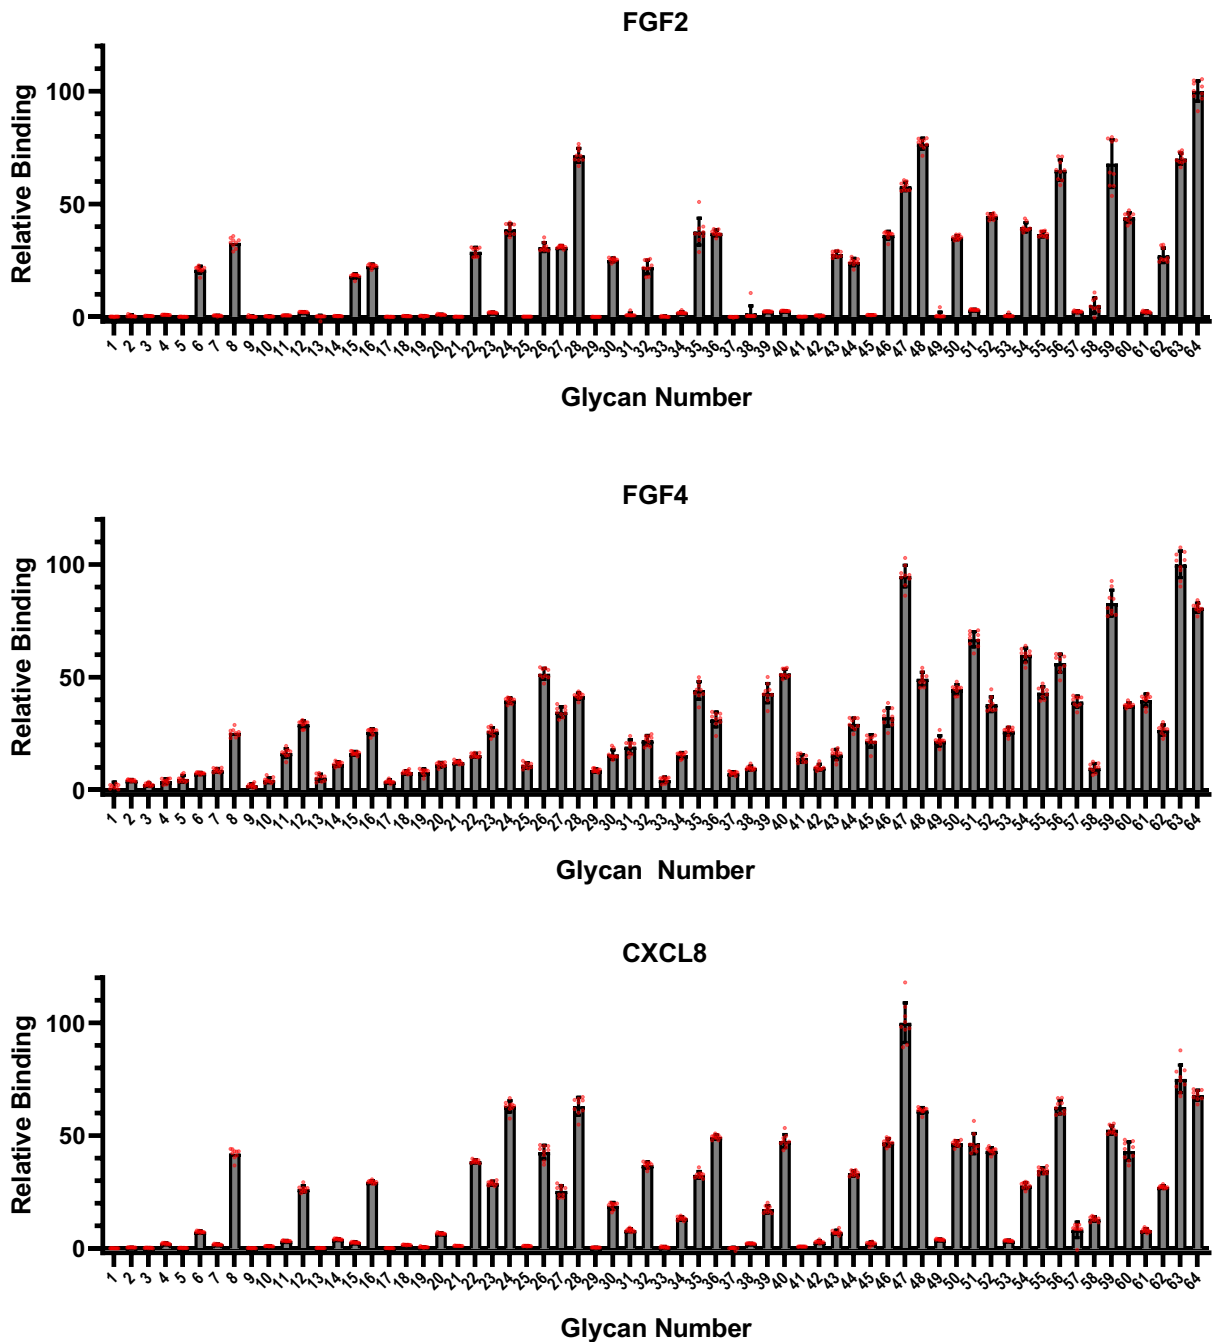 FGF2
Relative Binding
100
50
0
1 2 3 4 5 6 7 8 9 10 11 12 13 14 15 16 17 18 19 20 21 22 23 24 25 26 27 28 29 30 31 32 33 34 35 36 37 38 39 40 41 42 43 44 45 46 47 48 49 50 51 52 53 54 55 56 57 58 59 60 61 62 63 64
Glycan Number
FGF4
Relative Binding
100
50
0
1 2 3 4 5 6 7 8 9 10 11 12 13 14 15 16 17 18 19 20 21 22 23 24 25 26 27 28 29 30 31 32 33 34 35 36 37 38 39 40 41 42 43 44 45 46 47 48 49 50 51 52 53 54 55 56 57 58 59 60 61 62 63 64
Glycan  Number
CXCL8
Relative Binding
100
50
0
1 2 3 4 5 6 7 8 9 10 11 12 13 14 15 16 17 18 19 20 21 22 23 24 25 26 27 28 29 30 31 32 33 34 35 36 37 38 39 40 41 42 43 44 45 46 47 48 49 50 51 52 53 54 55 56 57 58 59 60 61 62 63 64
Glycan Number